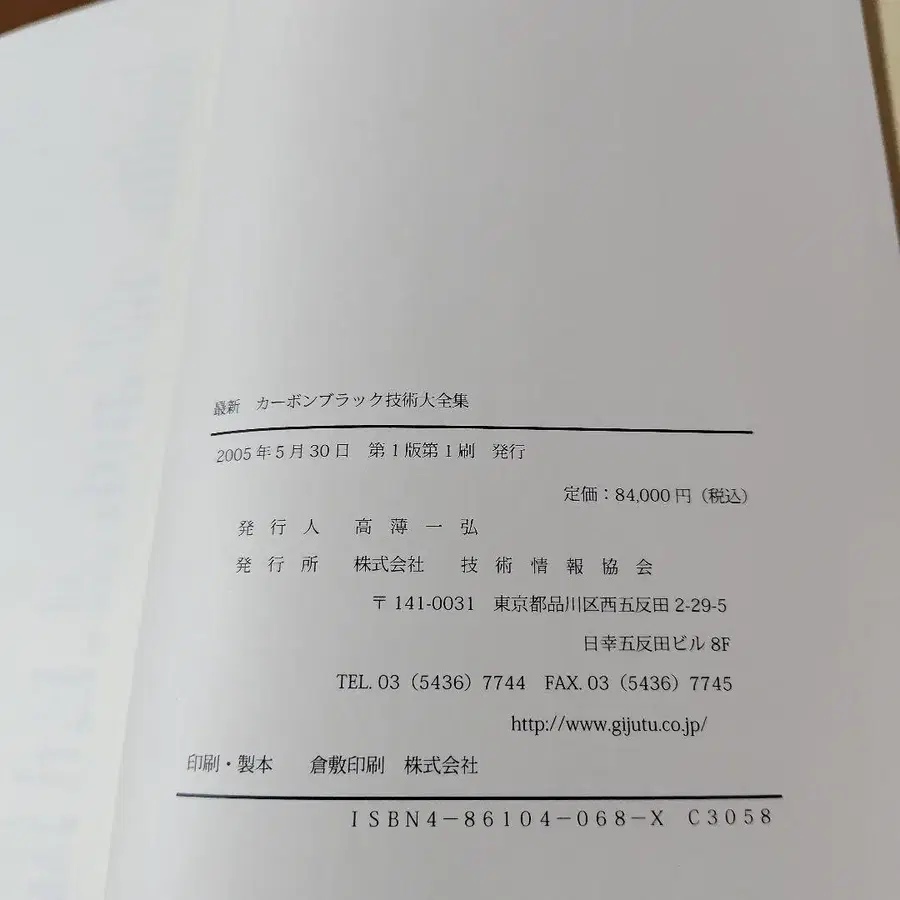 最新 カーボンブラック技術大全集
2005年5月30日 第1版第1刷 発行
定価：84,000円（税込）
発行人 高薄一弘
発行所 株式会社 技術情報協会
〒141-0031 東京都品川区西五反田2-29-5
日幸五反田ビル8F
TEL. 03（5436）7744 FAX. 03（5436）7745
http://www.gijutu.co.jp/
印刷・製本 倉敷印刷 株式会社
ISBN4-86104-068-X C3058